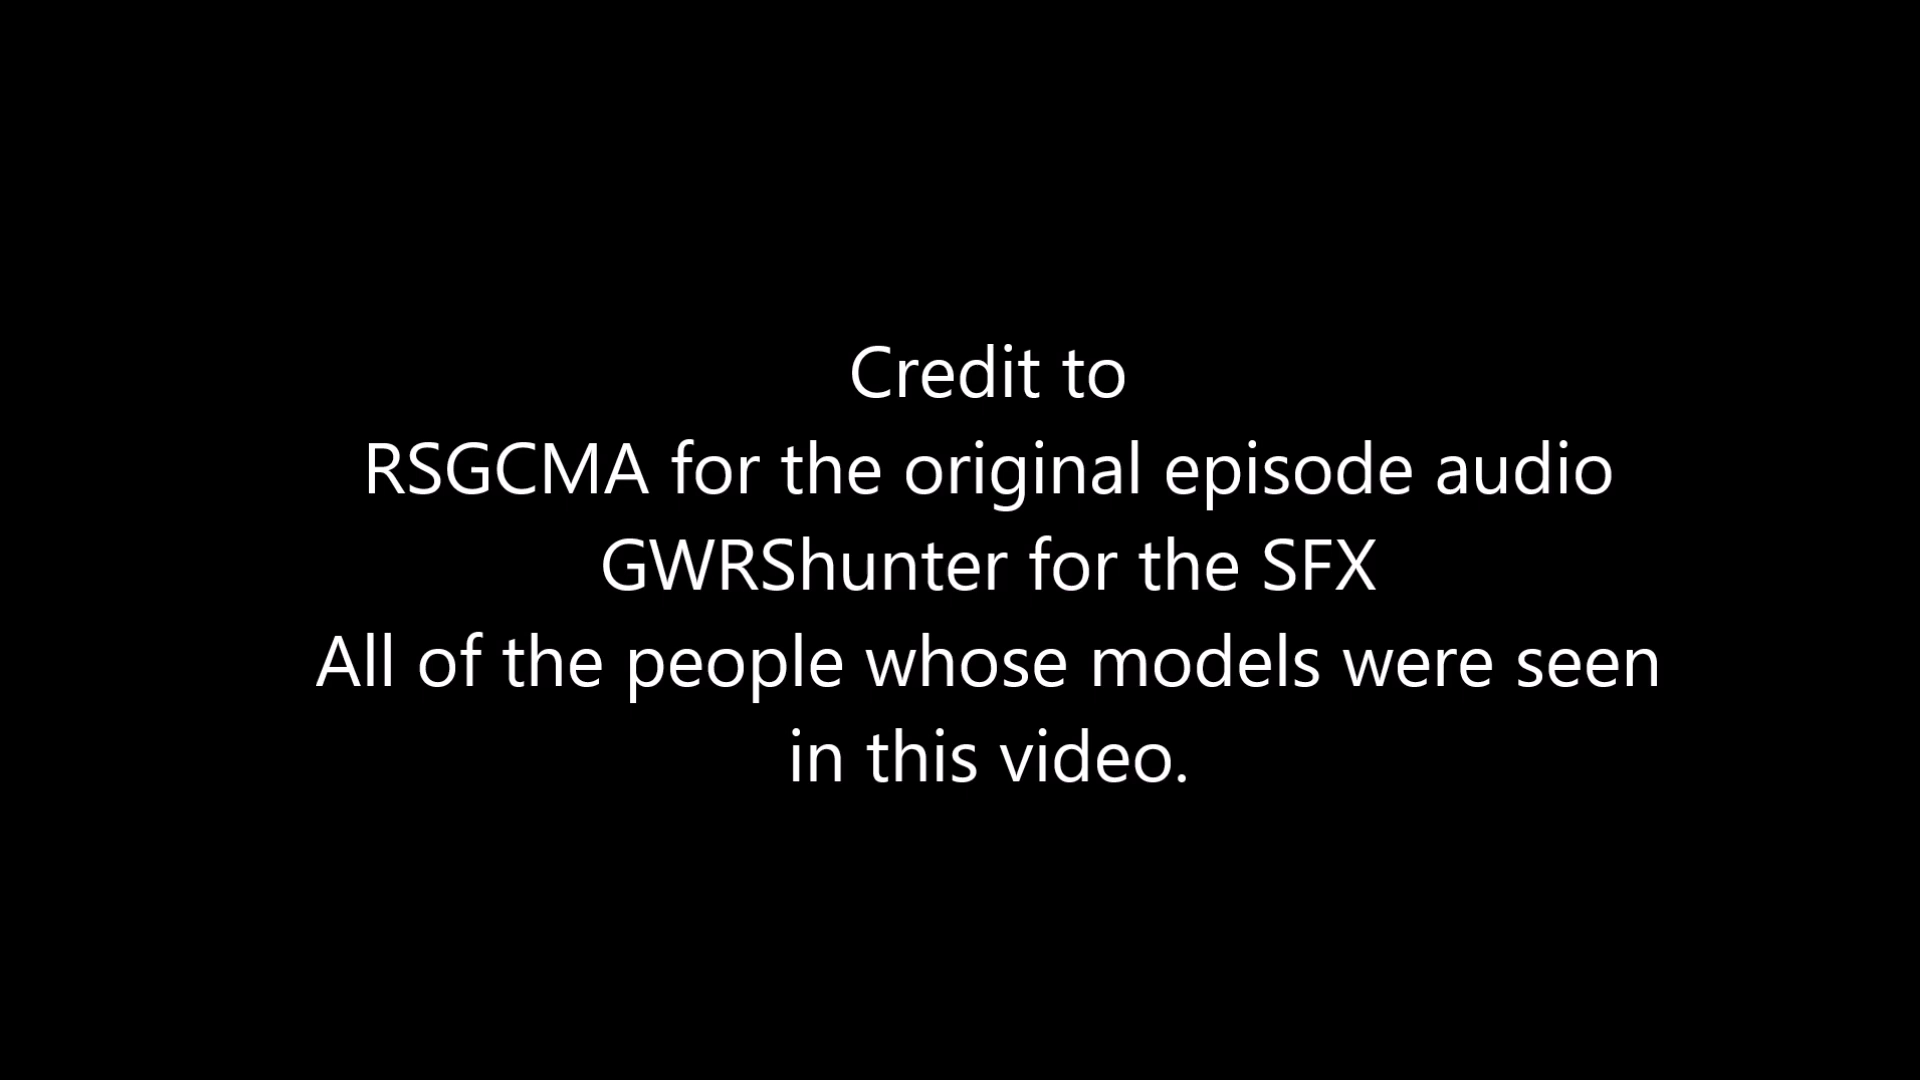 Credit to
RSGCMA for the original episode audio
GWRShunter for the SFX
All of the people whose models were seen
in this video.